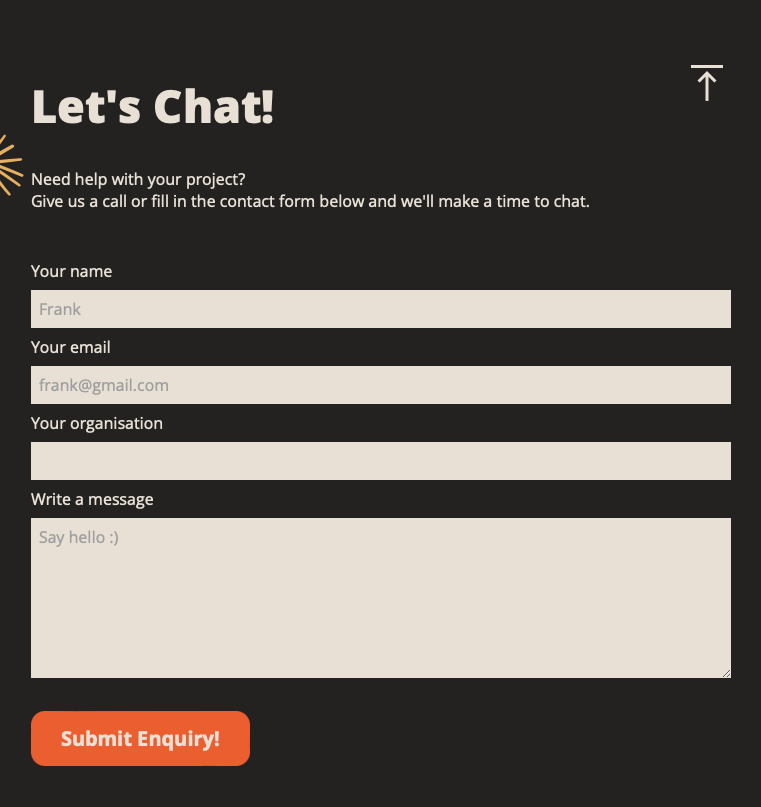 Let's Chat!
Need help with your project?
Give us a call or fill in the contact form below and we'll make a time to chat.
Your name
Frank
Your email
frank@gmail.com
Your organisation
Write a message
Say hello :)
Submit Enquiry!